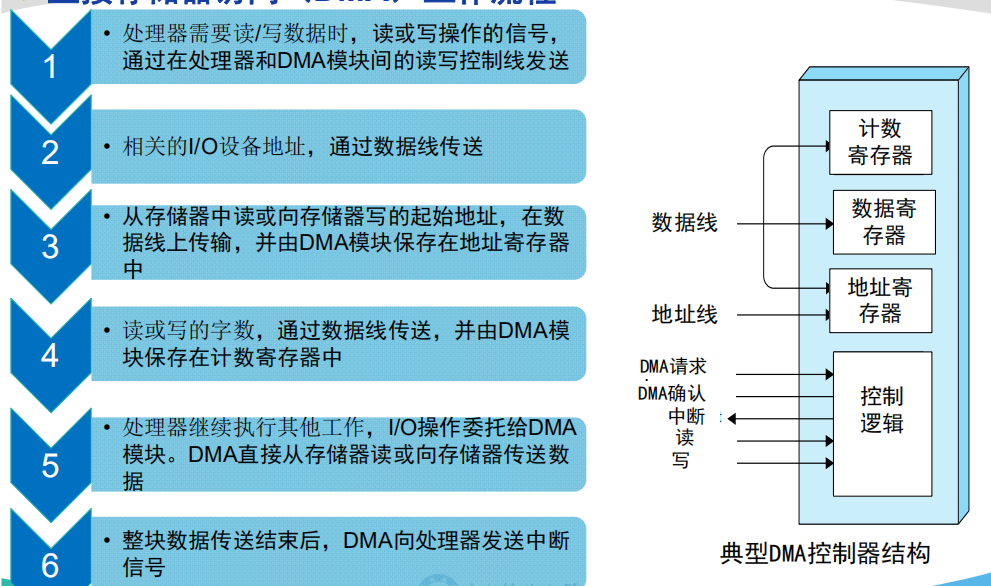 直接存储器访问（DMA）工作流程
1
• 处理器需要读/写数据时，读或写操作的信号，
通过在处理器和DMA模块间的读写控制线发送
2
• 相关的I/O设备地址，通过数据线传送
3
• 从存储器中读或向存储器写的起始地址，在数
据线上传输，并由DMA模块保存在地址寄存器
中
4
• 读或写的字数，通过数据线传送，并由DMA模
块保存在计数寄存器中
5
• 处理器继续执行其他工作，I/O操作委托给DMA
模块。DMA直接从存储器读或向存储器传送数
据
6
• 整块数据传送结束后，DMA向处理器发送中断
信号
计数
寄存器
数据线
数据寄
存器
地址寄
存器
地址线
DMA请求
DMA确认
中断
读
写
控制
逻辑
典型DMA控制器结构